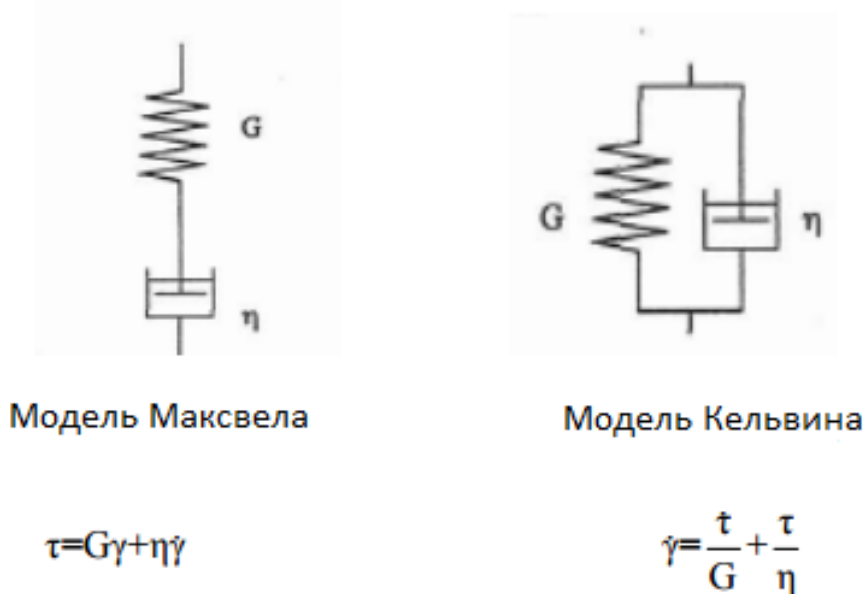 G
η
G
η
Модель Максвела
Модель Кельвина
τ=Gγ+ηγ̇
γ̇=τ̇/G+τ/η